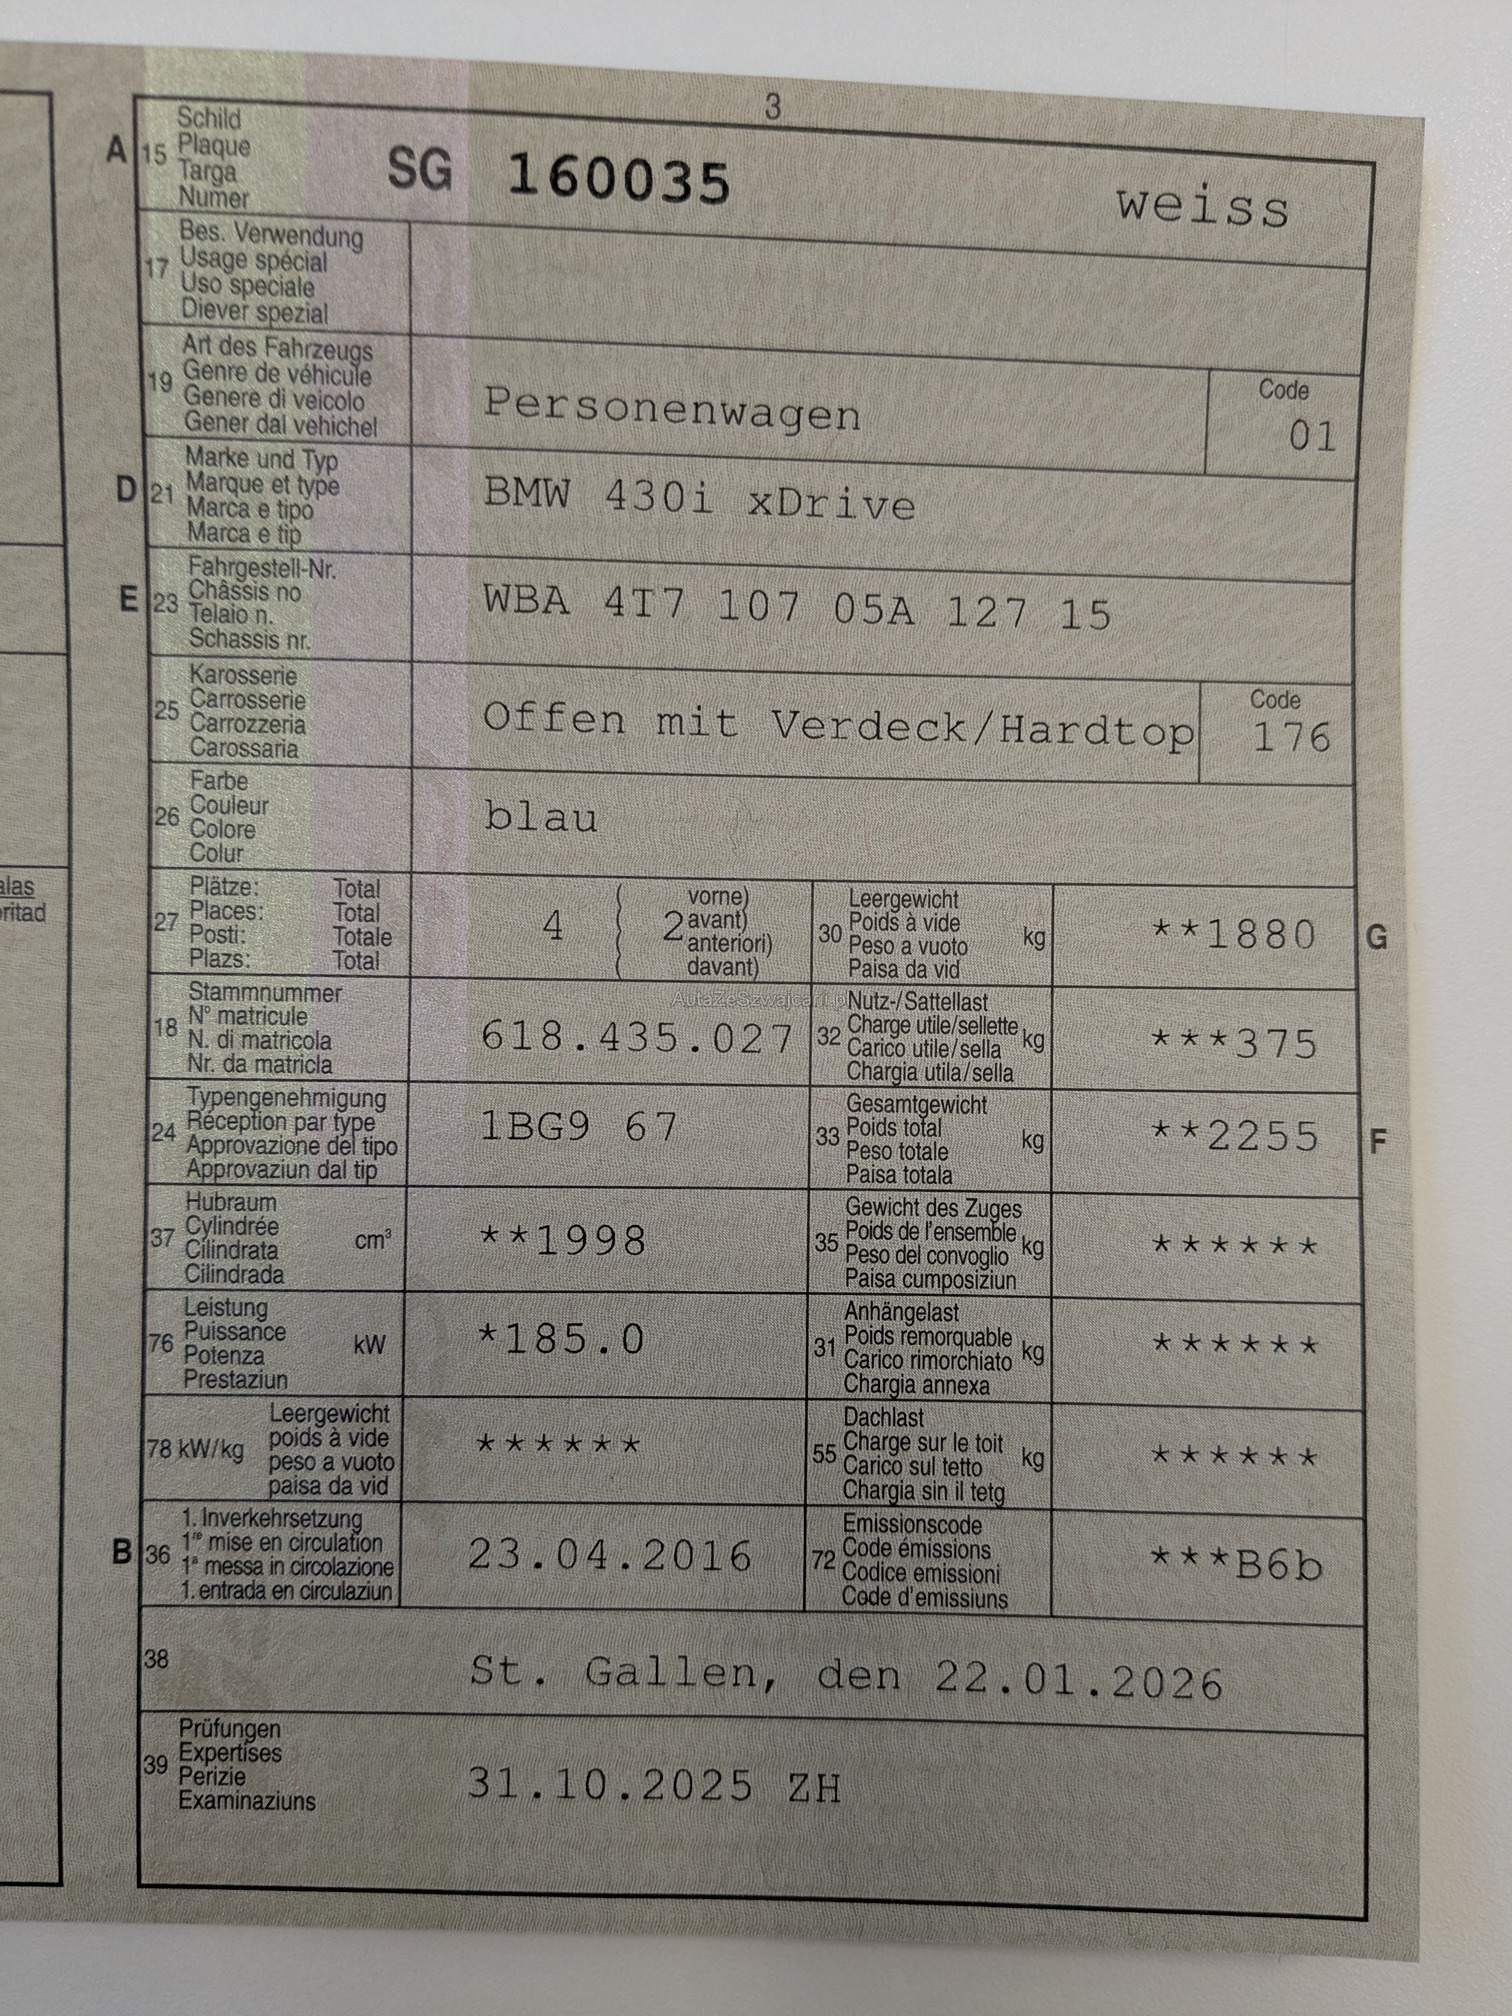 3
A 15 Schild
Plaque
Targa
Numer
SG 160035 weiss
17 Bes. Verwendung
Usage spécial
Uso speciale
Diever spezial
19 Art des Fahrzeugs
Genre de véhicule
Genere di veicolo
Gener dal vehichel
Personenwagen
Code
01
D 21 Marke und Typ
Marque et type
Marca e tipo
Marca e tip
BMW 430i xDrive
E 23 Fahrgestell-Nr.
Châssis no
Telaio n.
Schassis nr.
WBA 4T7 107 05A 127 15
25 Karosserie
Carrosserie
Carrozzeria
Carossaria
Offen mit Verdeck/Hardtop
Code
176
26 Farbe
Couleur
Colore
Colur
blau
alas
oritad
27 Plätze: Total
Places: Total
Posti: Totale
Plazs: Total
4 2 vorne)
avant)
anteriori)
davant)
30 Leergewicht
Poids à vide
Peso a vuoto
Paisa da vid
kg **1880 G
18 Stammnummer
N° matricule
N. di matricola
Nr. da matricla
618.435.027
AutaZeSzwajcarii.p
32 Nutz-/Sattellast
Charge utile/sellette
Carico utile/sella
Chargia utila/sella
kg ***375
24 Typengenehmigung
Réception par type
Approvazione del tipo
Approvaziun dal tip
1BG9 67
33 Gesamtgewicht
Poids total
Peso totale
Paisa totala
kg **2255 F
37 Hubraum
Cylindrée
Cilindrata
Cilindrada
cm³ **1998
35 Gewicht des Zuges
Poids de l'ensemble
Peso del convoglio
Paisa cumposiziun
kg ******
76 Leistung
Puissance
Potenza
Prestaziun
kW *185.0
31 Anhängelast
Poids remorquable
Carico rimorchiato
Chargia annexa
kg ******
78 kW/kg Leergewicht
poids à vide
peso a vuoto
paisa da vid
******
55 Dachlast
Charge sur le toit
Carico sul tetto
Chargia sin il tetg
kg ******
B 36 1. Inverkehrsetzung
1re mise en circulation
1a messa in circolazione
1. entrada en circulaziun
23.04.2016
72 Emissionscode
Code émissions
Codice emissioni
Code d'emissiuns
***B6b
38 St. Gallen, den 22.01.2026
39 Prüfungen
Expertises
Perizie
Examinaziuns
31.10.2025 ZH